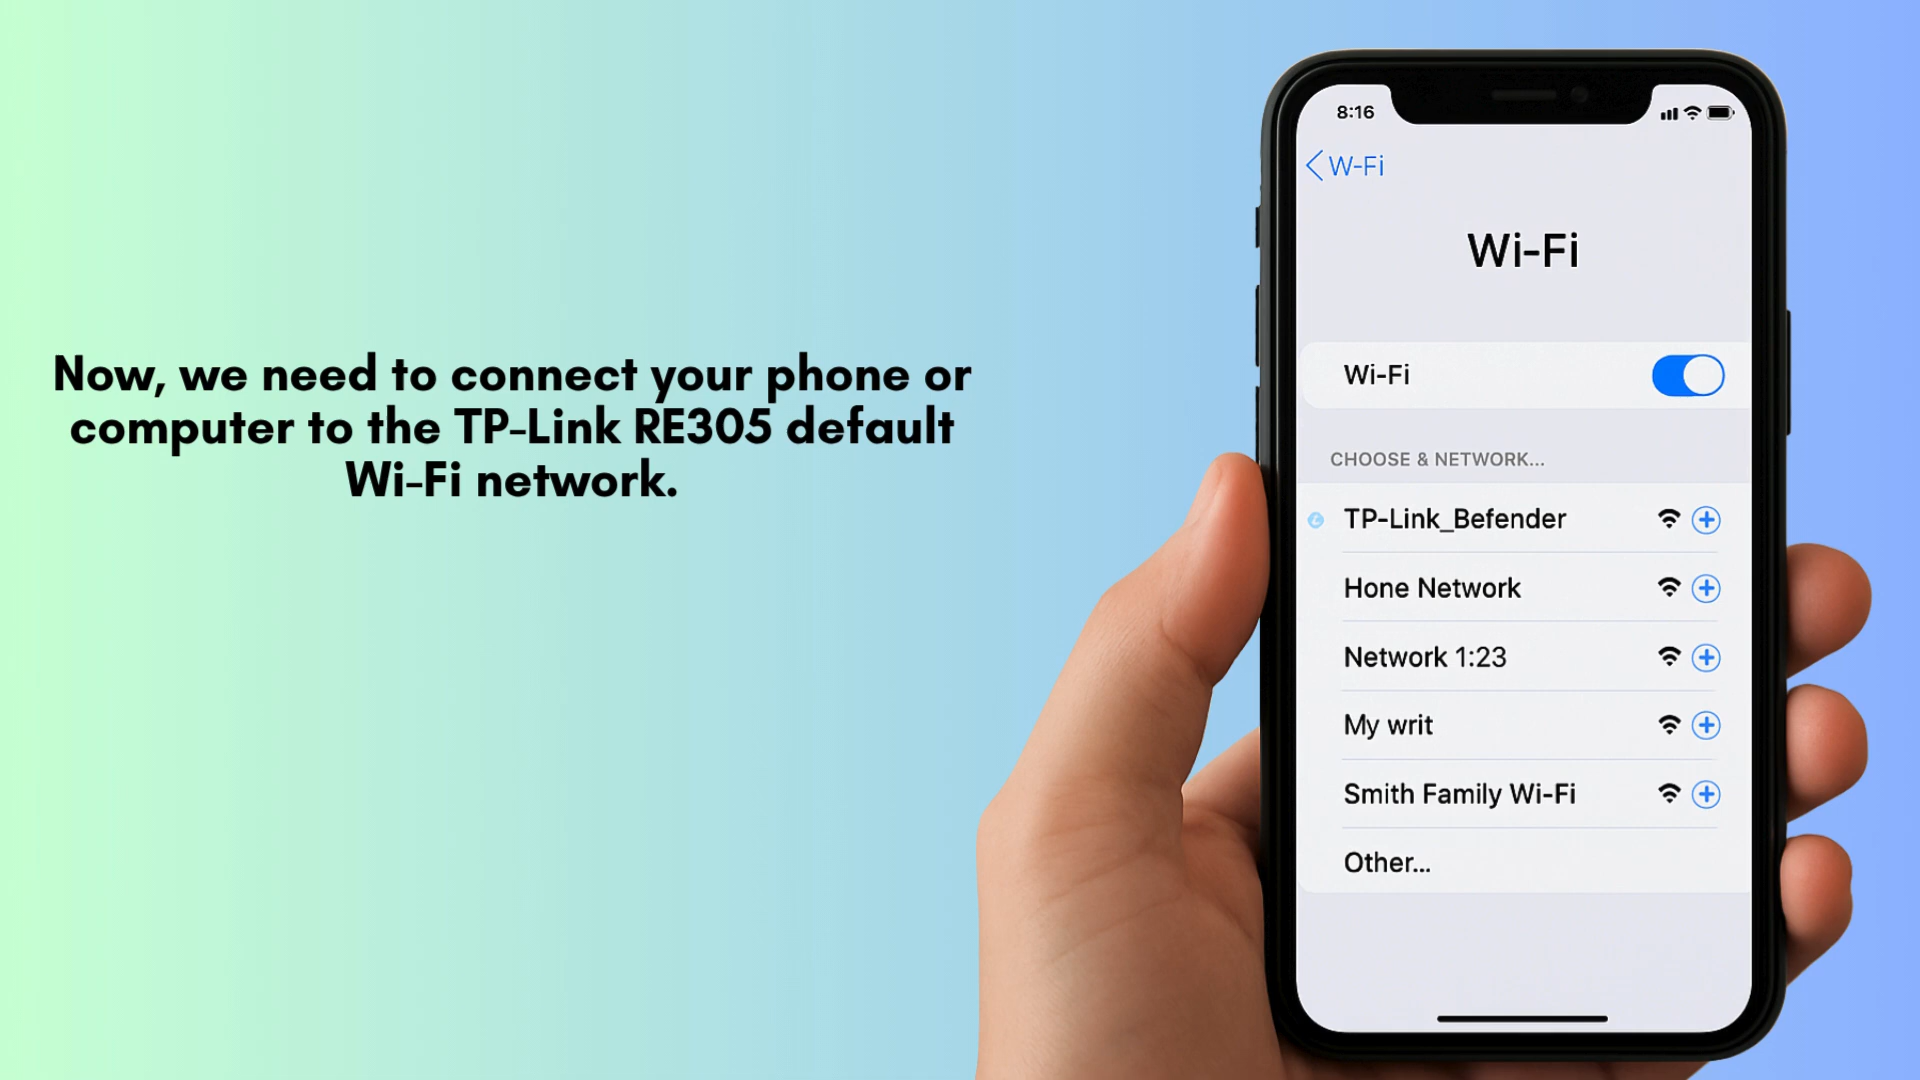 Now, we need to connect your phone or
computer to the TP-Link RE305 default
Wi-Fi network.
8:16
W-Fi
Wi-Fi
Wi-Fi
CHOOSE & NETWORK...
TP-Link_Befender
Hone Network
Network 1:23
My writ
Smith Family Wi-Fi
Other...